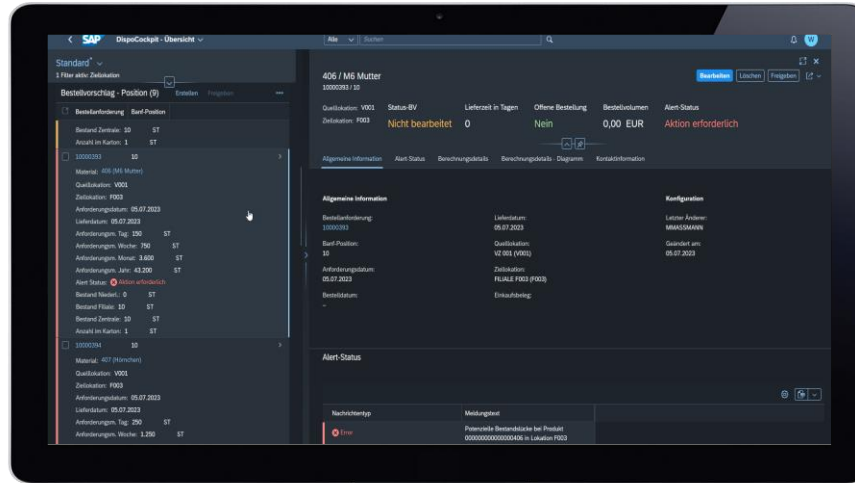 SAP DispoCockpit - Übersicht
Alle Suchen
W
Standard*
1 Filter aktiv: Ziellokation
Bestellvorschlag - Position (9) Erstellen Freigeben
Bestellanforderung Banf-Position
Bestand Zentrale: 10 ST
Anzahl im Karton: 1 ST
10000393 10
Material: 406 (M6 Mutter)
Quelllokation: V001
Ziellokation: F003
Anforderungsdatum: 05.07.2023
Lieferdatum: 05.07.2023
Anforderungsm. Tag: 150 ST
Anforderungsm. Woche: 750 ST
Anforderungsm. Monat: 3.600 ST
Anforderungsm. Jahr: 43.200 ST
Alert Status: Aktion erforderlich
Bestand Niederl.: 0 ST
Bestand Filiale: 10 ST
Bestand Zentrale: 10 ST
Anzahl im Karton: 1 ST
10000394 10
Material: 407 (Hörnchen)
Quelllokation: V001
Ziellokation: F003
Anforderungsdatum: 05.07.2023
Lieferdatum: 05.07.2023
Anforderungsm. Tag: 250 ST
Anforderungsm. Woche: 1.250 ST
406 / M6 Mutter
10000393 / 10
Bearbeiten Löschen Freigeben
Quelllokation: V001
Ziellokation: F003
Status-BV
Nicht bearbeitet
Lieferzeit in Tagen
0
Offene Bestellung
Nein
Bestellvolumen
0,00 EUR
Alert-Status
Aktion erforderlich
Allgemeine Information Alert-Status Berechnungsdetails Berechnungsdetails - Diagramm Kontaktinformation
Allgemeine Information
Bestellanforderung:
10000393
Banf-Position:
10
Anforderungsdatum:
05.07.2023
Bestelldatum:
–
Lieferdatum:
05.07.2023
Quelllokation:
VZ 001 (V001)
Ziellokation:
FILIALE F003 (F003)
Einkaufsbeleg:
Konfiguration
Letzter Änderer:
MMASSMANN
Geändert am:
05.07.2023
Alert-Status
Nachrichtentyp Meldungstext
Error
Potenzielle Bestandslücke bei Produkt
000000000000000406 in Lokation F003